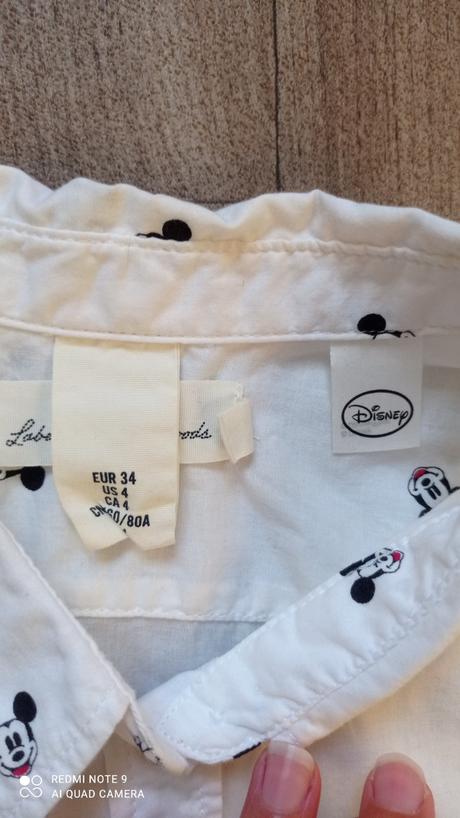 Disney
EUR 34
US 4
CA 4
REDMI NOTE 9
AI QUAD CAMERA